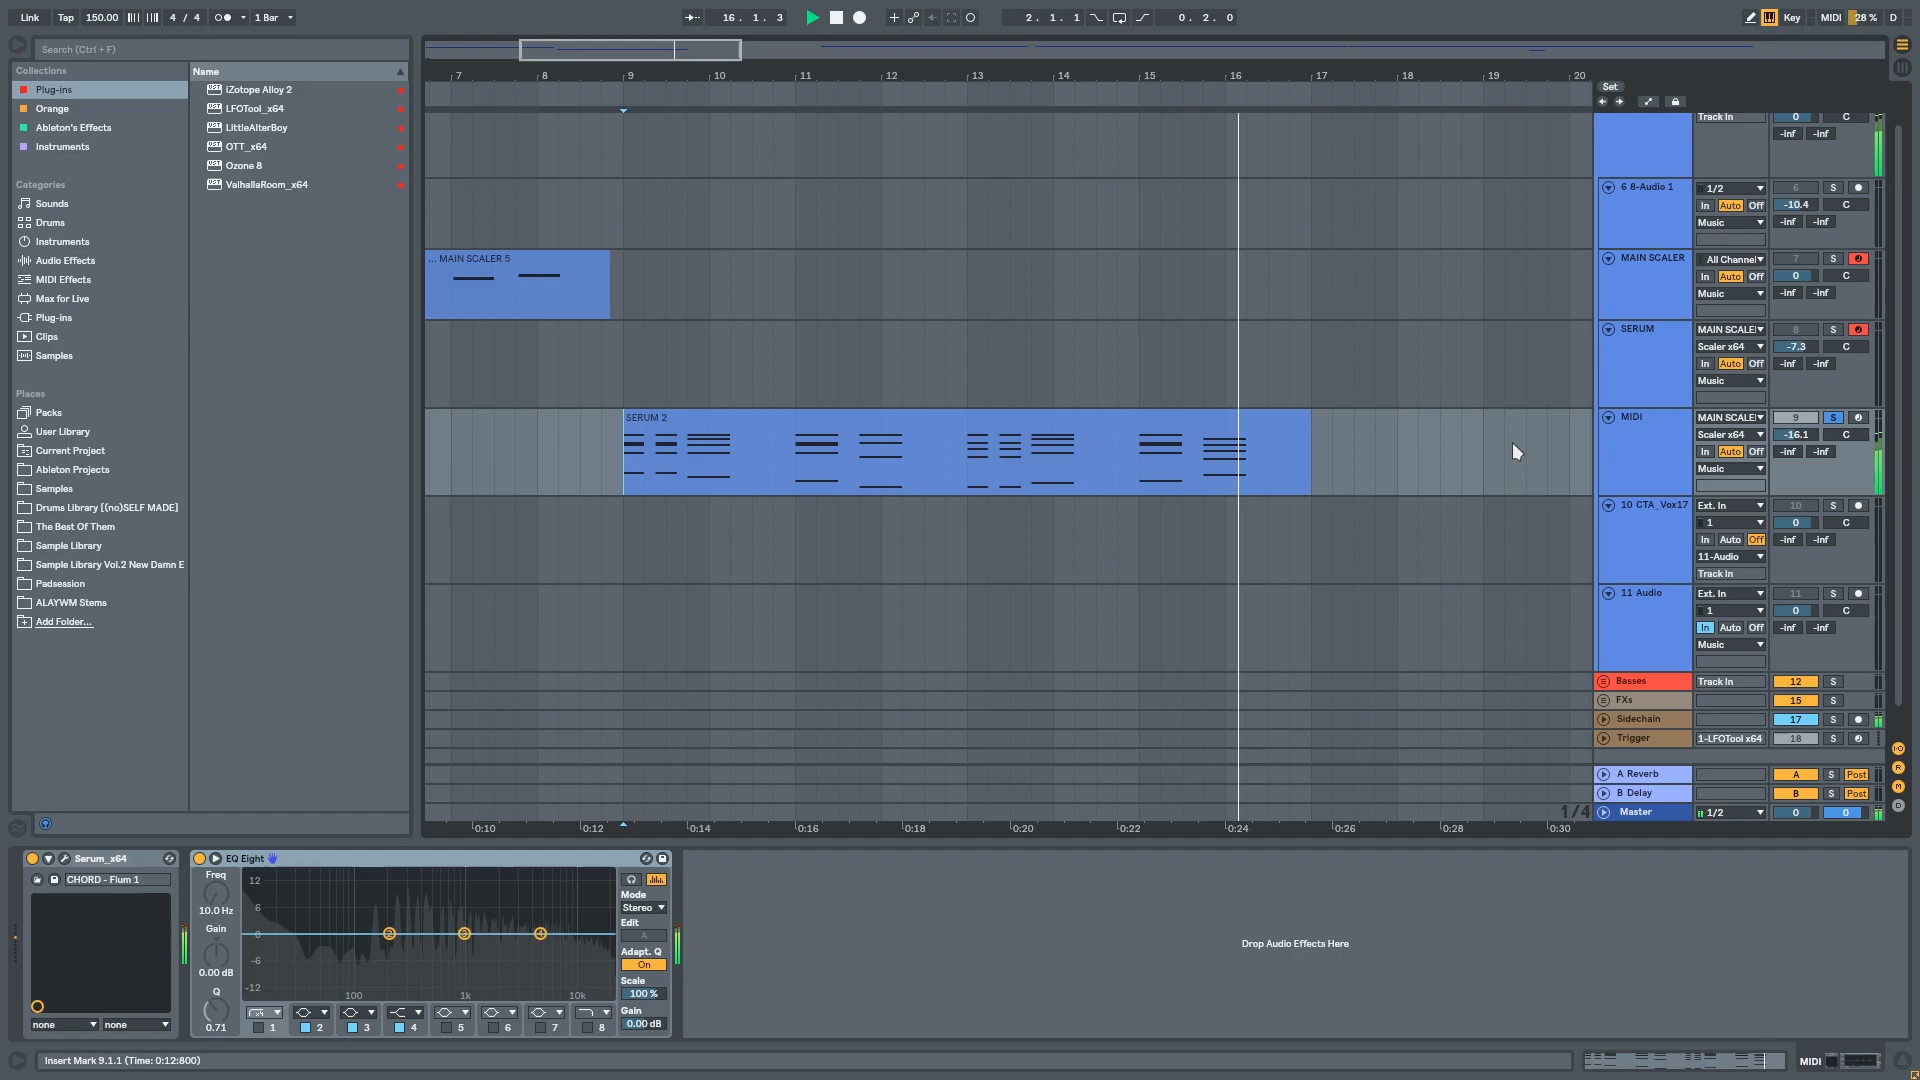 Link Tap 150.00 4 / 4 1 Bar 16 . 1 . 3 2 . 1 . 1 0 . 2 . 0 Key MIDI 28 % D
Search (Ctrl + F)
Collections
Plug-ins
Orange
Ableton's Effects
Instruments
Categories
Sounds
Drums
Instruments
Audio Effects
MIDI Effects
Max for Live
Plug-ins
Clips
Samples
Places
Packs
User Library
Current Project
Ableton Projects
Samples
Drums Library [(no)SELF MADE]
The Best Of Them
Sample Library
Sample Library Vol.2 New Damn E
Padsession
ALAYWM Stems
Add Folder...
Name
iZotope Alloy 2
LFOTool_x64
LittleAlterBoy
OTT_x64
Ozone 8
ValhallaRoom_x64
7 8 9 10 11 12 13 14 15 16 17 18 19 20
Set
... MAIN SCALER 5
SERUM 2
Track In 0 C
-inf -inf
6 8-Audio 1 1/2 6 S
In Auto Off -10.4 C
Music -inf -inf
MAIN SCALER All Channel 7 S
In Auto Off 0 C
Music -inf -inf
SERUM MAIN SCALE 8 S
Scaler x64 -7.3 C
In Auto Off -inf -inf
Music
MIDI MAIN SCALE 9 S
Scaler x64 -16.1 C
In Auto Off -inf -inf
Music
10 CTA_Vox17 Ext. In 10 S
1 0 C
In Auto Off -inf -inf
11-Audio
Track In
11 Audio Ext. In 11 S
1 0 C
In Auto Off -inf -inf
Music
Basses Track In 12 S
FXs 15 S
Sidechain 17 S
Trigger 1-LFOTool x64 18 S
A Reverb A S Post
B Delay B S Post
1/4 Master 1/2 0 0
I·O
R
M
D
0:10 0:12 0:14 0:16 0:18 0:20 0:22 0:24 0:26 0:28 0:30
Serum_x64
CHORD - Flum 1
none none
EQ Eight
Freq
10.0 Hz
Gain
0.00 dB
Q
0.71
12
6
0
-6
-12
100 1k 10k
2 3 4
1 2 3 4 5 6 7 8
Mode
Stereo
Edit
A
Adapt. Q
On
Scale
100 %
Gain
0.00 dB
Drop Audio Effects Here
Insert Mark 9.1.1 (Time: 0:12:800)
MIDI